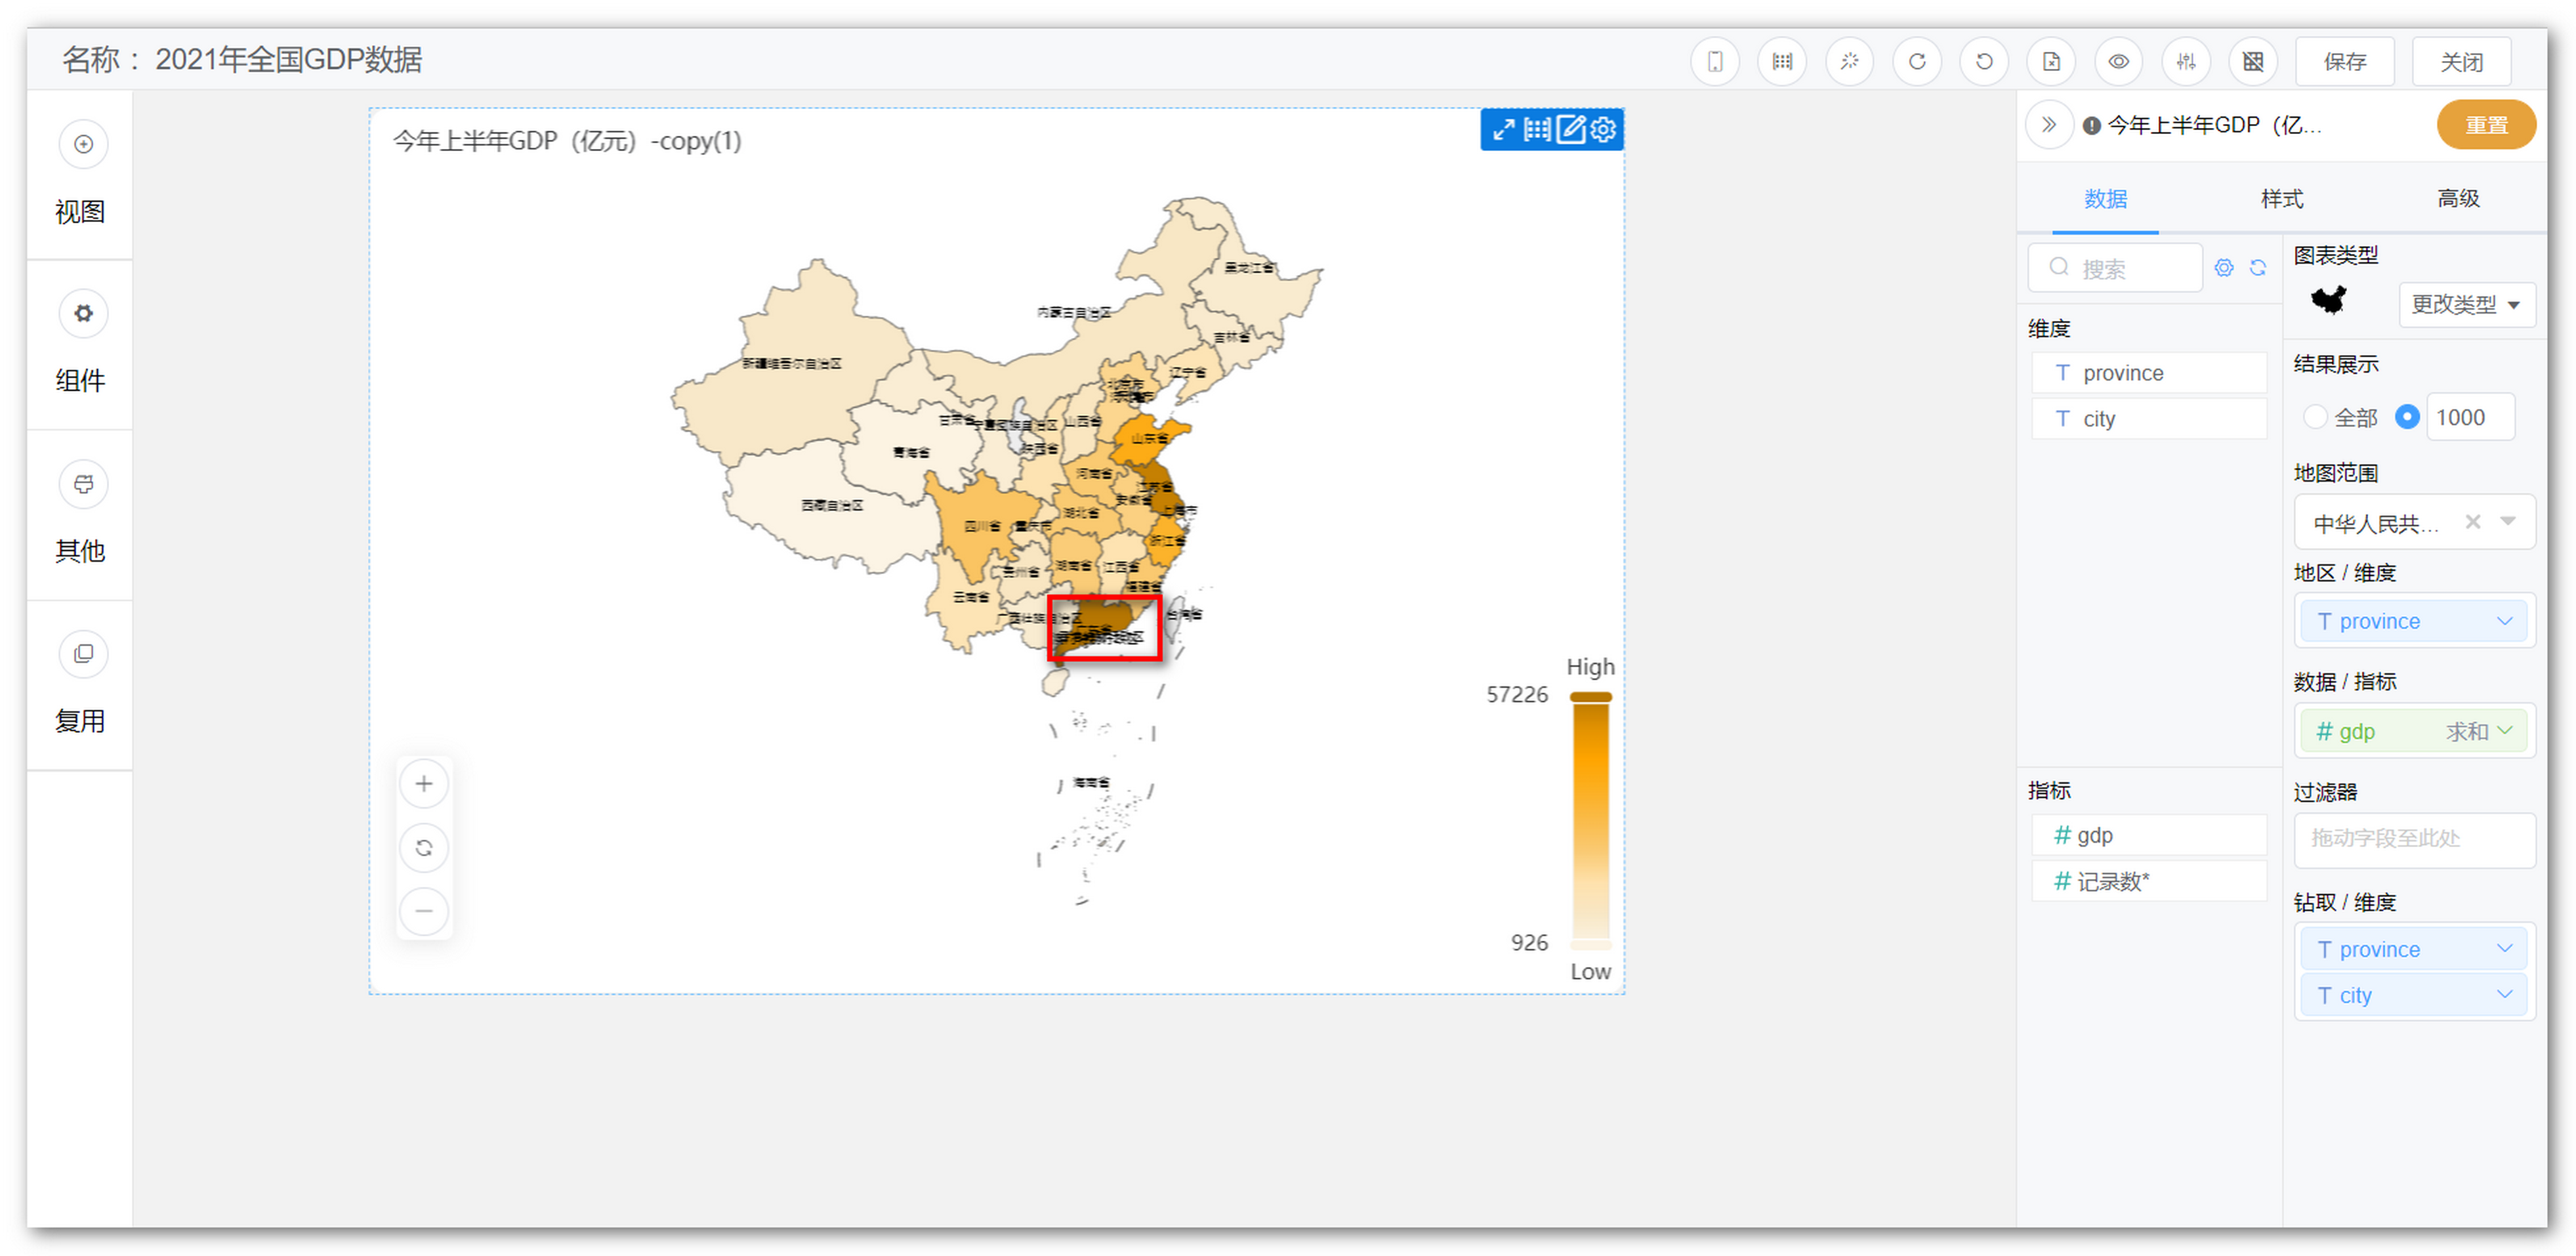 名称： 2021年全国GDP数据
保存
关闭
视图
组件
其他
复用
今年上半年GDP（亿元）-copy(1)
黑龙江省
内蒙古自治区
吉林省
新疆维吾尔自治区
辽宁省
北京市
甘肃省
宁夏回族自治区
山西省
山东省
陕西省
青海省
河南省
江苏省
安徽省
西藏自治区
上海市
湖北省
四川省
重庆市
浙江省
湖南省
江西省
贵州省
福建省
云南省
广西壮族自治区
台湾省
海南省
High
57226
926
Low
今年上半年GDP（亿...
重置
数据
样式
高级
搜索
维度
T province
T city
指标
# gdp
# 记录数*
图表类型
更改类型
结果展示
全部
1000
地图范围
中华人民共...
地区 / 维度
T province
数据 / 指标
# gdp 求和
过滤器
拖动字段至此处
钻取 / 维度
T province
T city